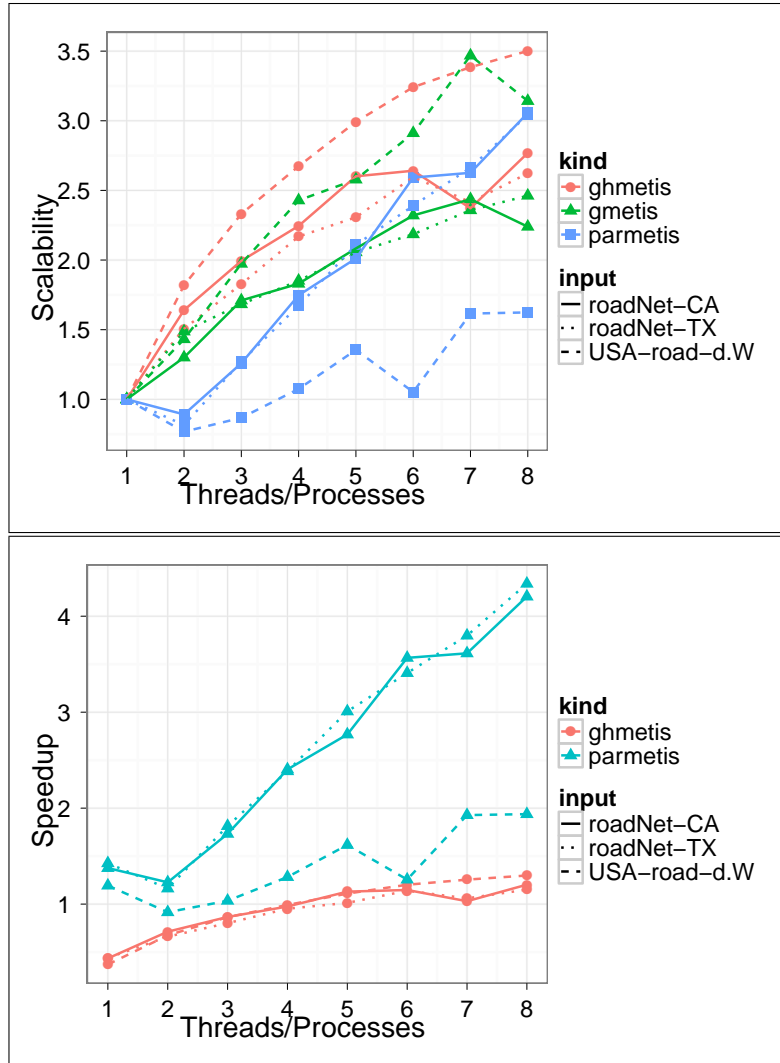 3.5
3.0
2.5
2.0
1.5
1.0
Scalability
1 2 3 4 5 6 7 8
Threads/Processes
kind
ghmetis
gmetis
parmetis
input
roadNet−CA
roadNet−TX
USA−road−d.W
4
3
2
1
Speedup
1 2 3 4 5 6 7 8
Threads/Processes
kind
ghmetis
parmetis
input
roadNet−CA
roadNet−TX
USA−road−d.W